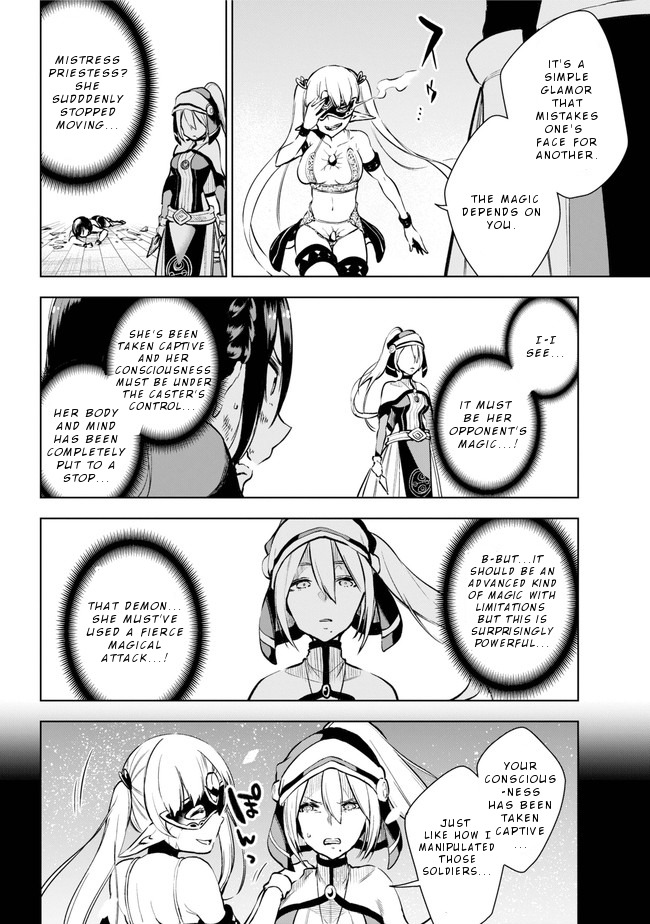 IT'S A
SIMPLE
GLAMOR
THAT
MISTAKES
ONE'S
FACE FOR
ANOTHER.
THE MAGIC
DEPENDS ON
YOU.
MISTRESS
PRIESTESS?
SHE
SUDDDENLY
STOPPED
MOVING...
I-I
SEE...
IT MUST
BE HER
OPPONENT'S
MAGIC...!
SHE'S BEEN
TAKEN CAPTIVE
AND HER
CONSCIOUSNESS
MUST BE UNDER
THE CASTER'S
CONTROL...
HER BODY
AND MIND
HAS BEEN
COMPLETELY
PUT TO A
STOP...
B-BUT...IT
SHOULD BE AN
ADVANCED KIND
OF MAGIC WITH
LIMITATIONS
BUT THIS IS
SURPRISINGLY
POWERFUL...
THAT DEMON...
SHE MUST'VE
USED A FIERCE
MAGICAL
ATTACK...!
YOUR
CONSCIOUS
-NESS
HAS BEEN
TAKEN
CAPTIVE
...
JUST
LIKE HOW I
MANIPULATED
THOSE
SOLDIERS...